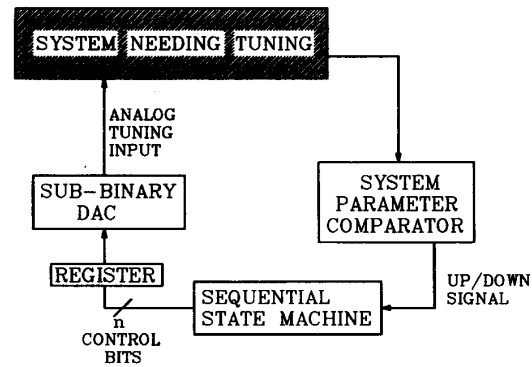 SYSTEM NEEDING TUNING
ANALOG
TUNING
INPUT
SUB-BINARY
DAC
SYSTEM
PARAMETER
COMPARATOR
REGISTER
UP/DOWN
SIGNAL
SEQUENTIAL
STATE MACHINE
n
CONTROL
BITS